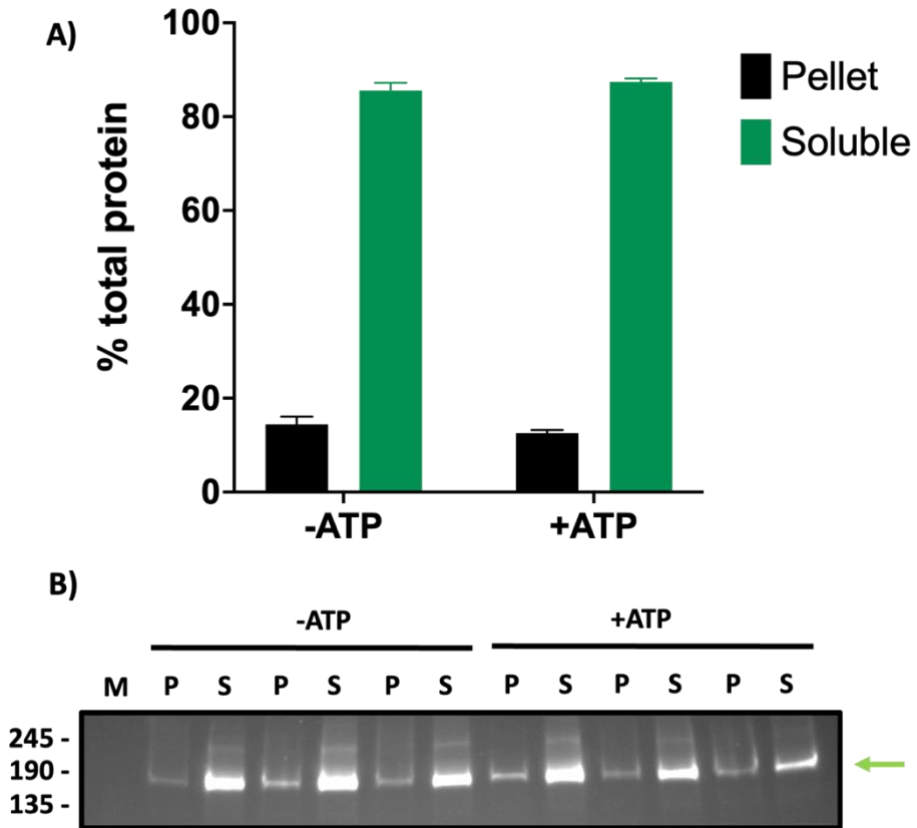 A)
% total protein
100
80
60
40
20
0
-ATP +ATP
Pellet
Soluble
B)
-ATP +ATP
M P S P S P S P S P S P S
245 -
190 -
135 -